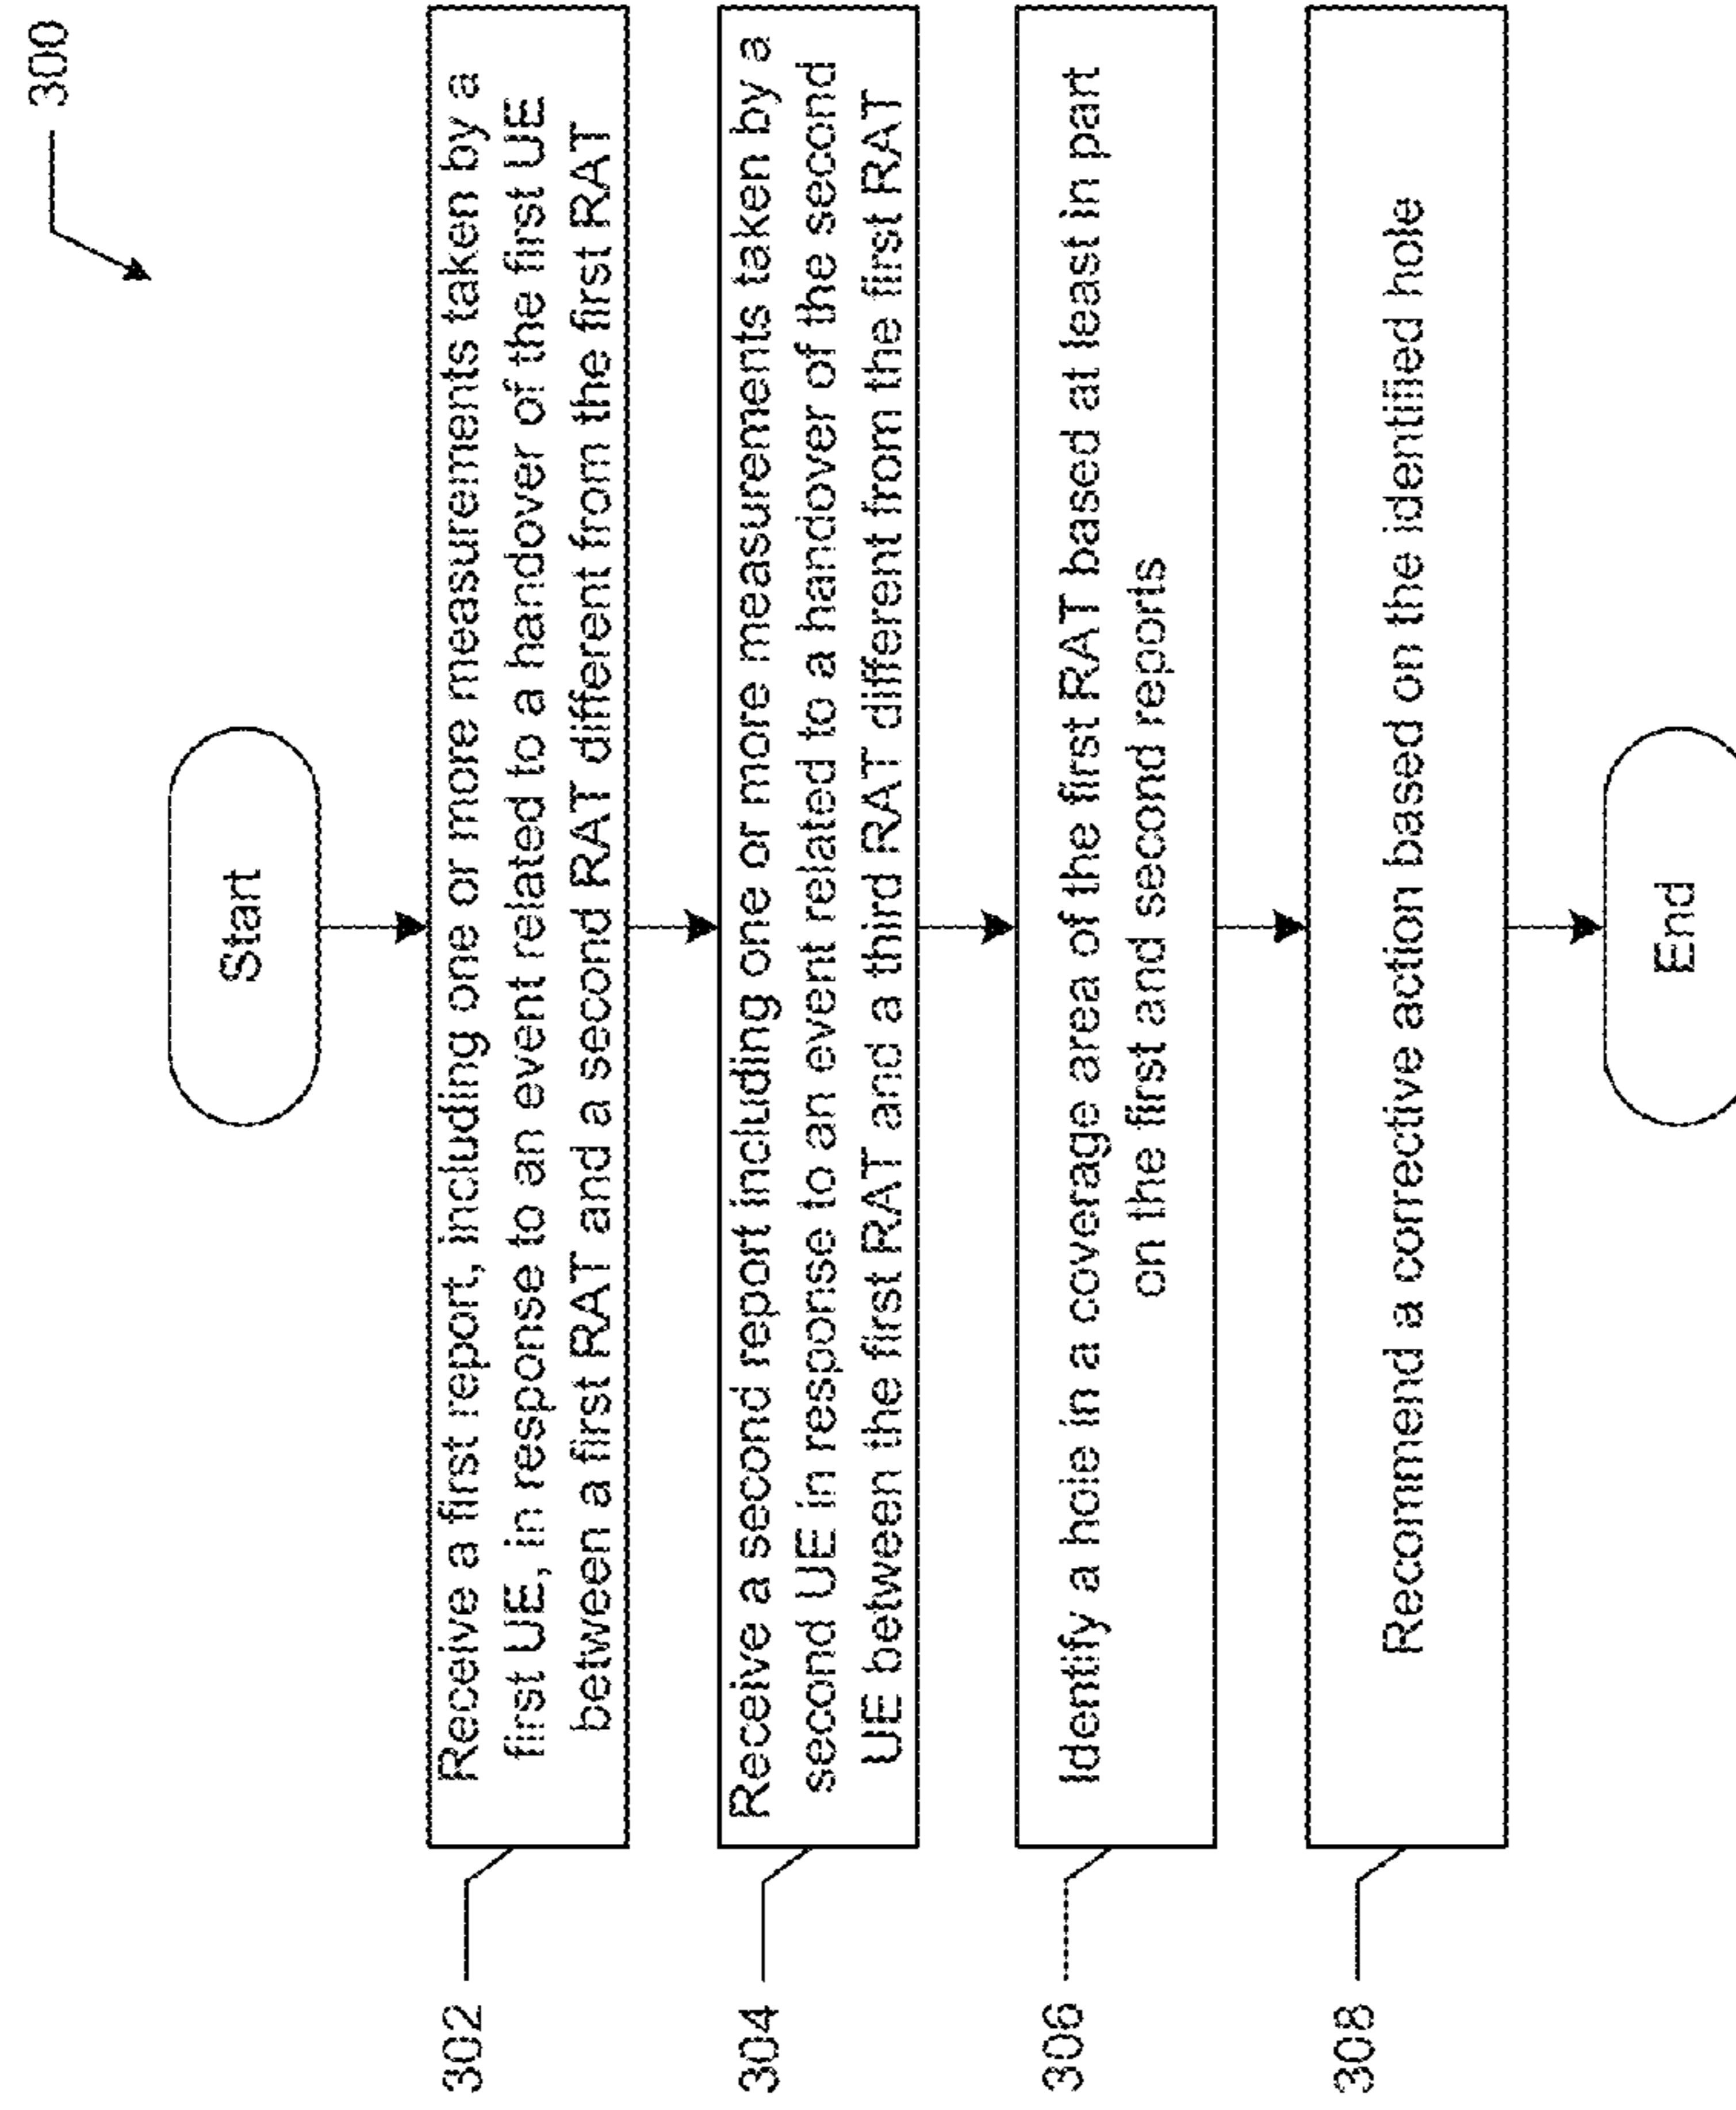 300
Start
302
Receive a first report, including one or more measurements taken by a
first UE, in response to an event related to a handover of the first UE
between a first RAT and a second RAT different from the first RAT
304
Receive a second report including one or more measurements taken by a
second UE in response to an event related to a handover of the second
UE between the first RAT and a third RAT different from the first RAT
306
Identify a hole in a coverage area of the first RAT based at least in part
on the first and second reports
308
Recommend a corrective action based on the identified hole
End